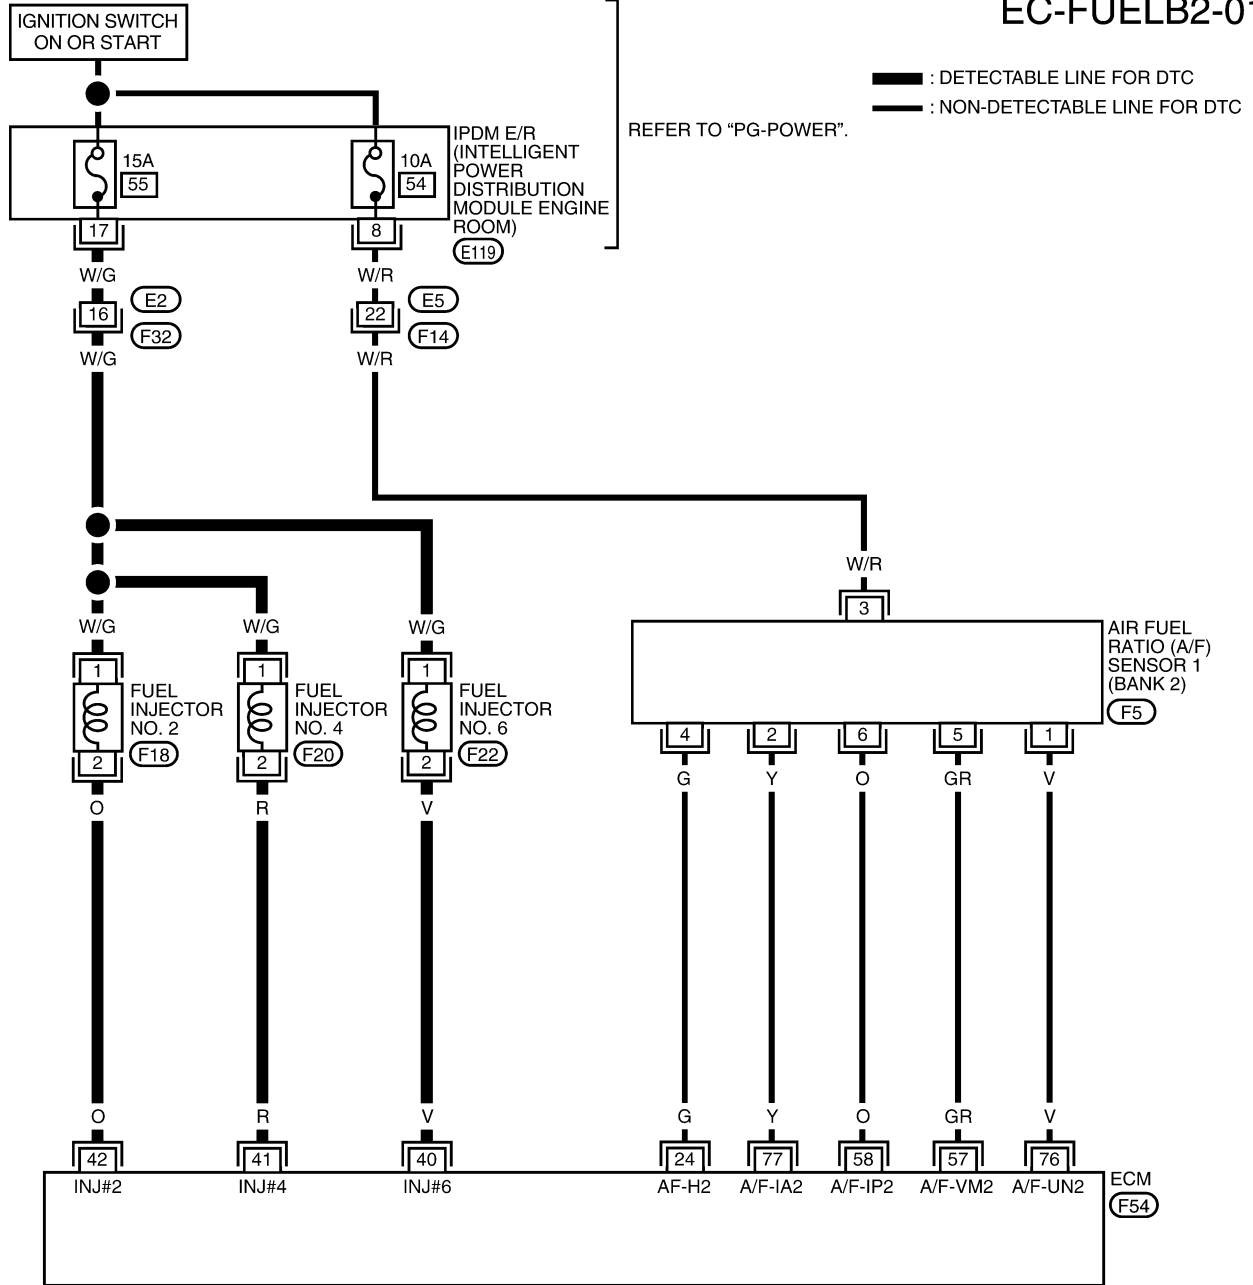 EC-FUELB2-01
IGNITION SWITCH
ON OR START
: DETECTABLE LINE FOR DTC
: NON-DETECTABLE LINE FOR DTC
REFER TO “PG-POWER”.
15A
55
10A
54
IPDM E/R
(INTELLIGENT
POWER
DISTRIBUTION
MODULE ENGINE
ROOM)
E119
17
8
W/G
W/R
16
E2
F32
22
E5
F14
W/G
W/R
W/R
3
W/G
W/G
W/G
1
1
1
FUEL
INJECTOR
NO. 2
F18
FUEL
INJECTOR
NO. 4
F20
FUEL
INJECTOR
NO. 6
F22
AIR FUEL
RATIO (A/F)
SENSOR 1
(BANK 2)
F5
2
2
2
4
2
6
5
1
O
R
V
G
Y
O
GR
V
O
R
V
G
Y
O
GR
V
42
41
40
24
77
58
57
76
INJ#2
INJ#4
INJ#6
AF-H2
A/F-IA2
A/F-IP2
A/F-VM2
A/F-UN2
ECM
F54